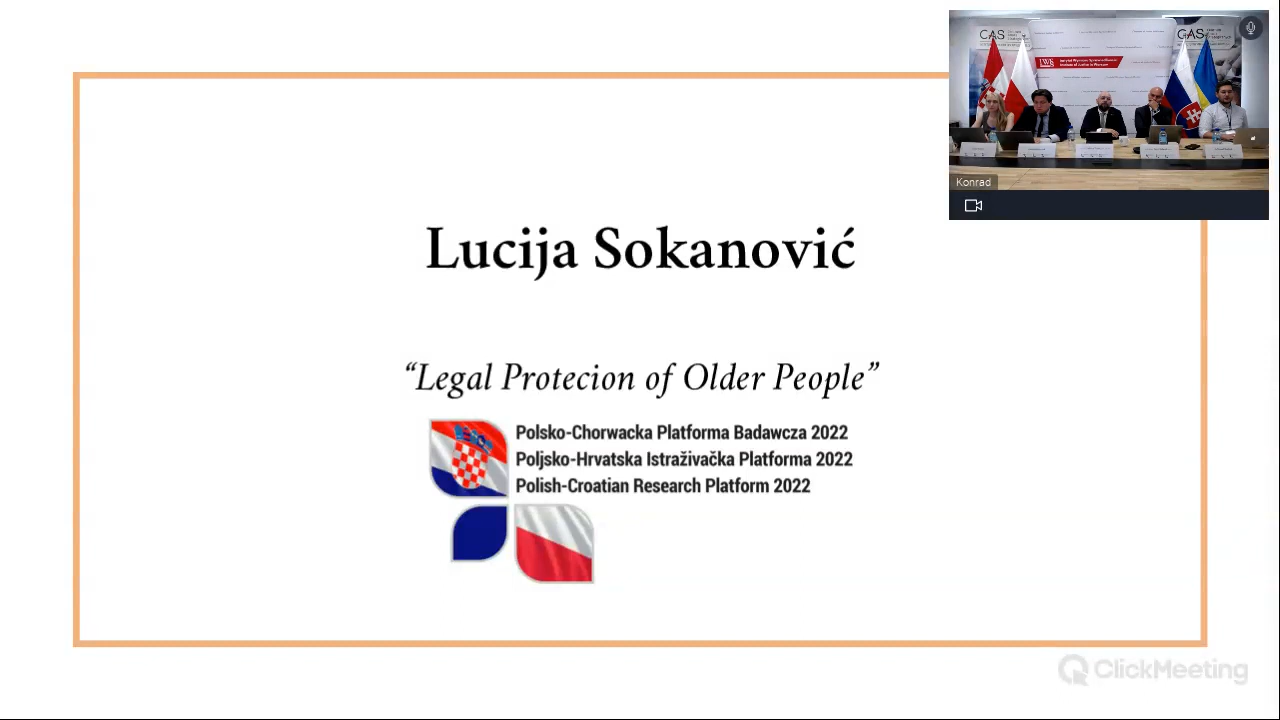 Lucija Sokanović
“Legal Protecion of Older People”
Polsko-Chorwacka Platforma Badawcza 2022
Poljsko-Hrvatska Istraživačka Platforma 2022
Polish-Croatian Research Platform 2022
Konrad
ClickMeeting